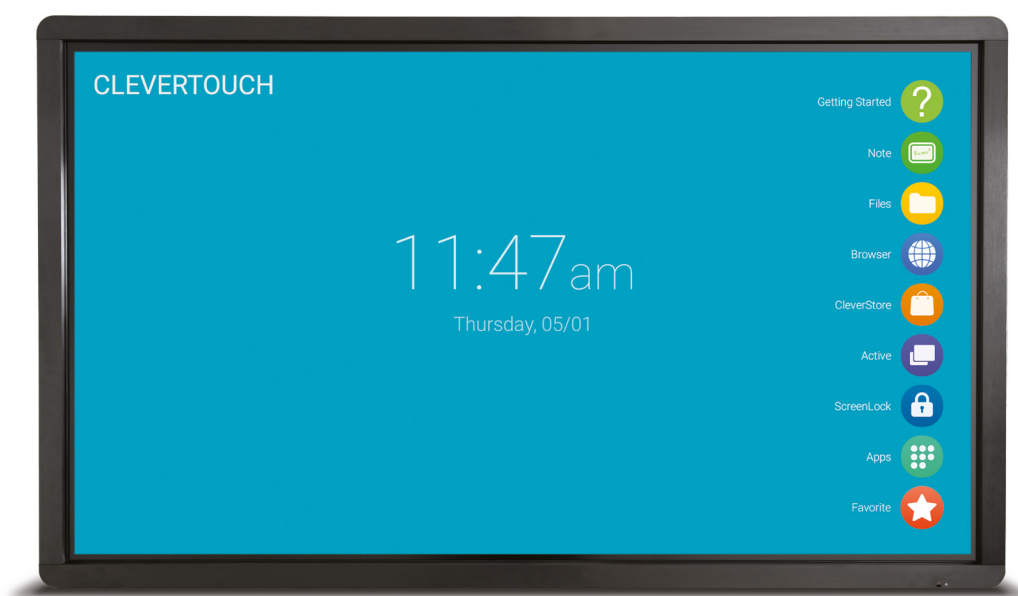 CLEVERTOUCH
Getting Started
Note
Files
11:47am
Browser
Thursday, 05/01
CleverStore
Active
ScreenLock
Apps
Favorite